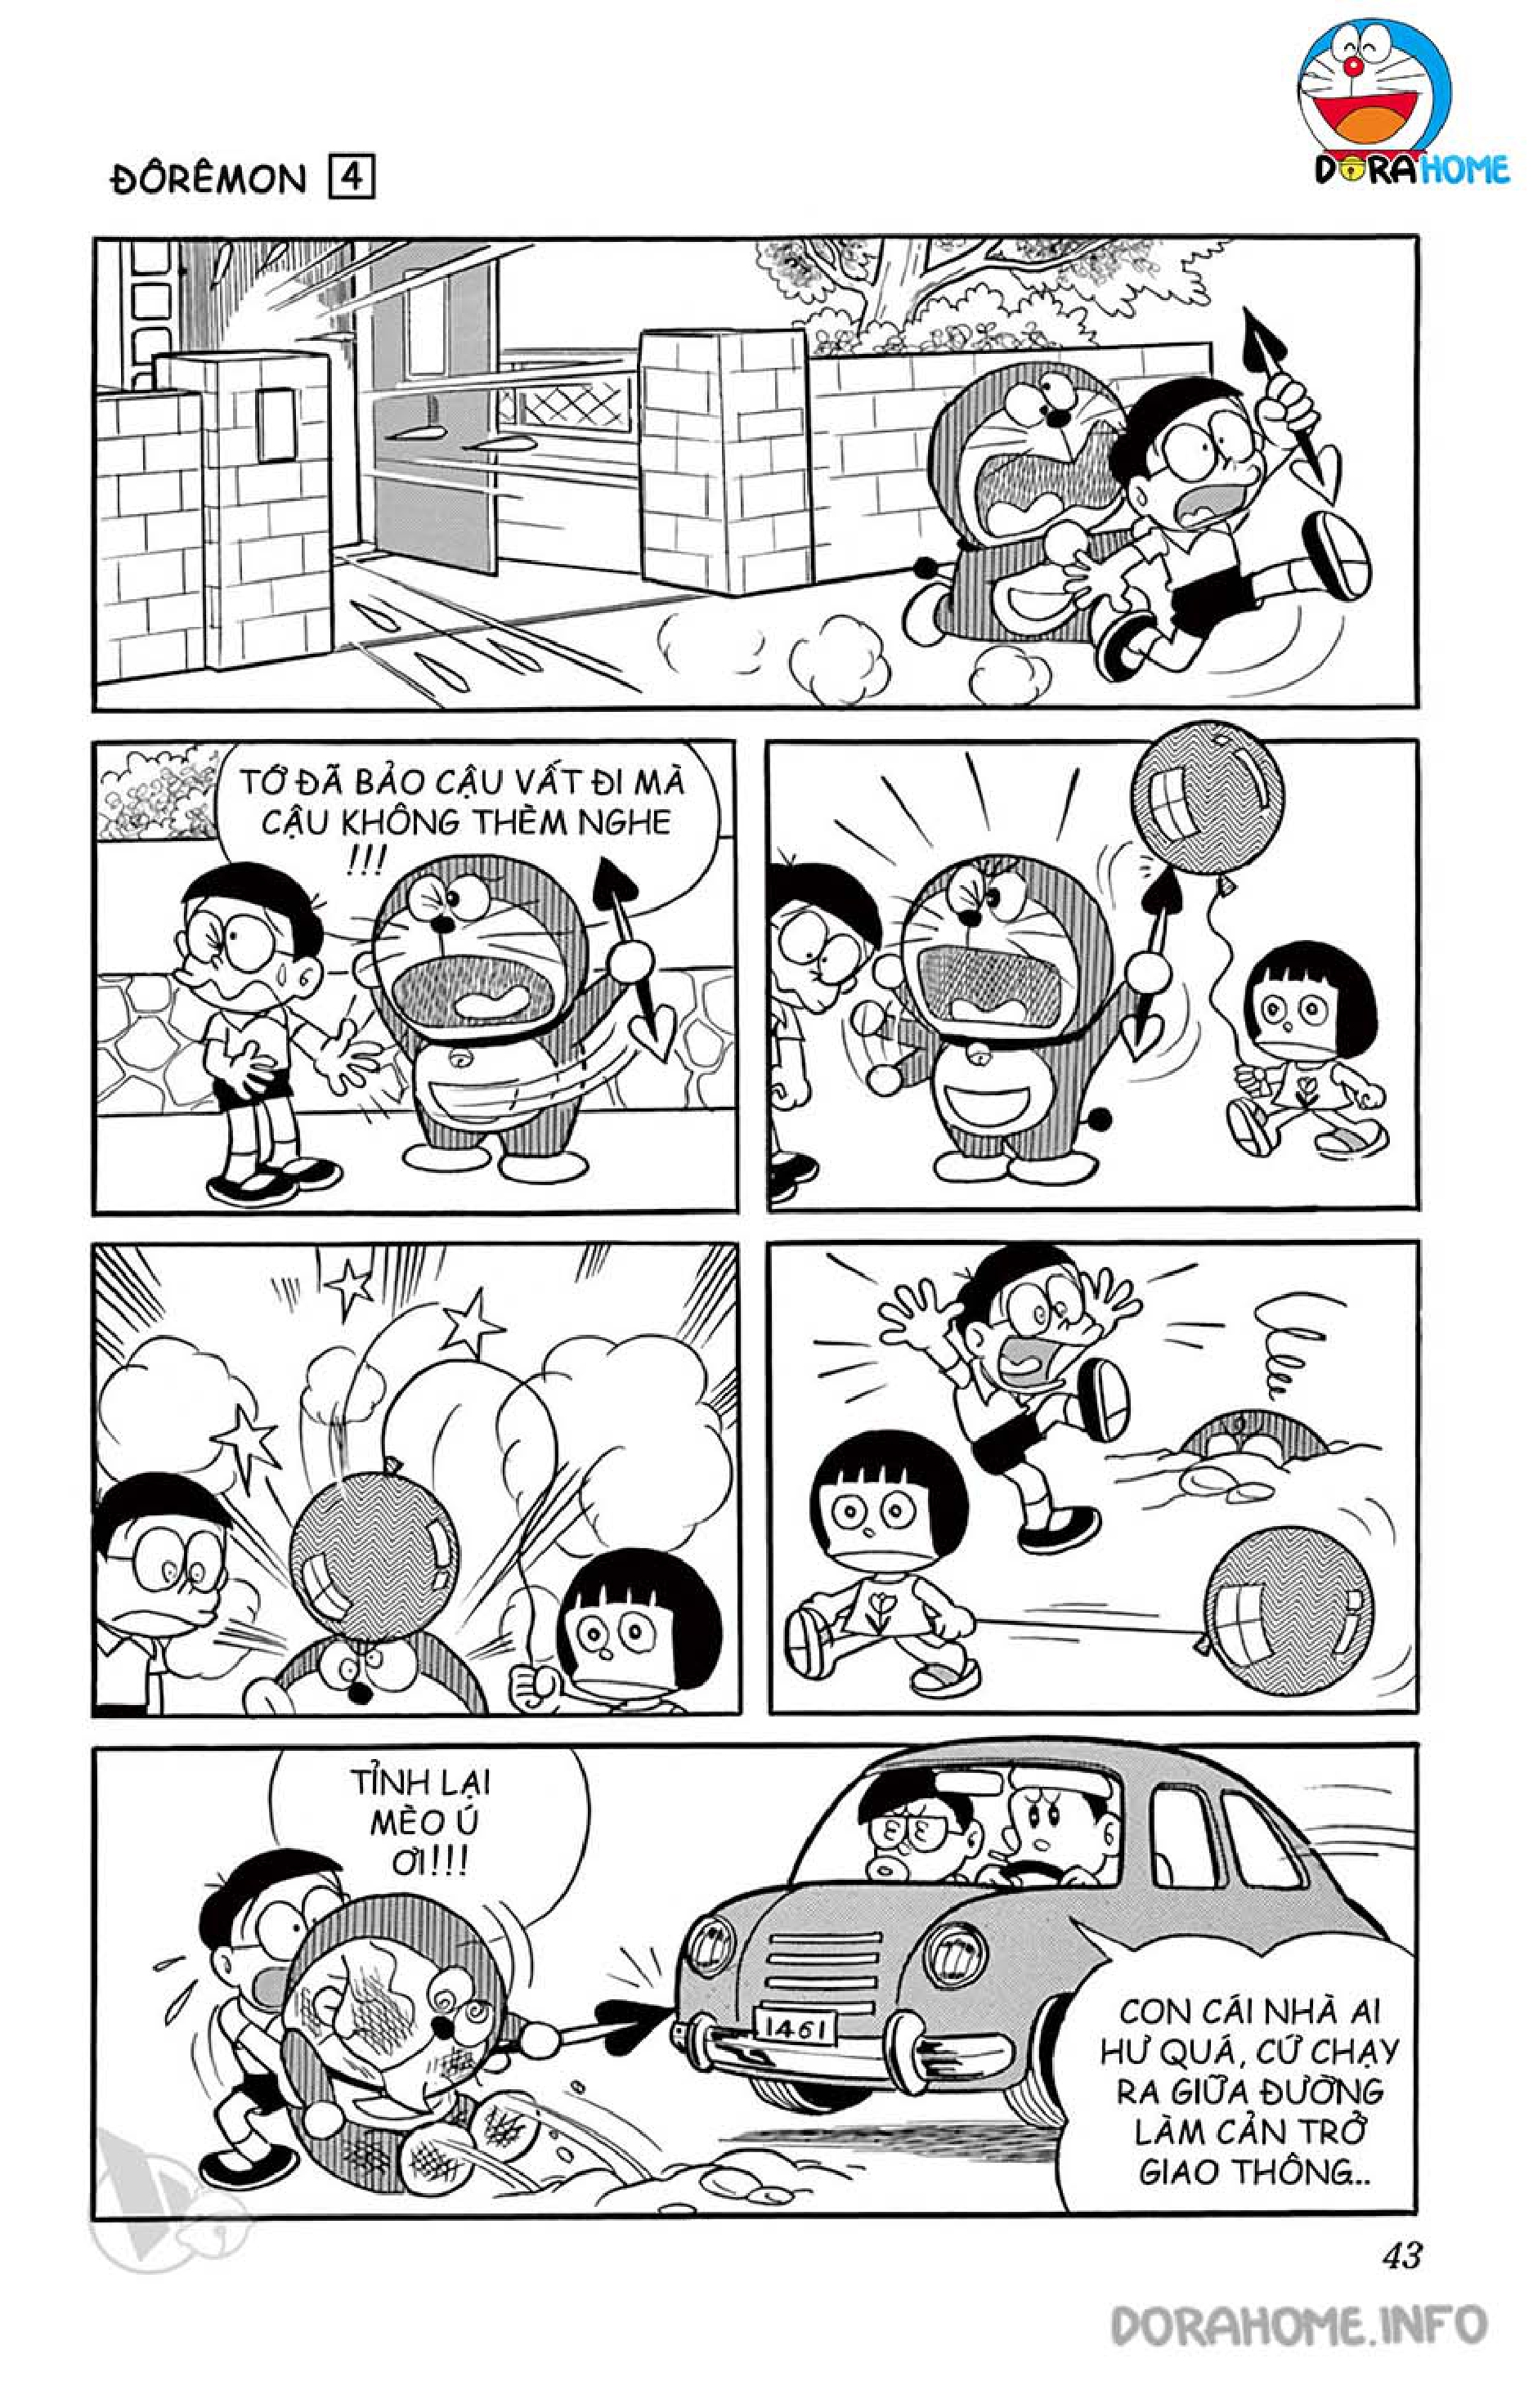 DORAHOME
ĐÔRÊMON 4
TỚ ĐÃ BẢO CẬU VẤT ĐI MÀ
CẬU KHÔNG THÈM NGHE
!!!
TỈNH LẠI
MÈO Ú
ƠI!!!
1461
CON CÁI NHÀ AI
HƯ QUÁ, CỨ CHẠY
RA GIỮA ĐƯỜNG
LÀM CẢN TRỞ
GIAO THÔNG..
43
DORAHOME.INFO